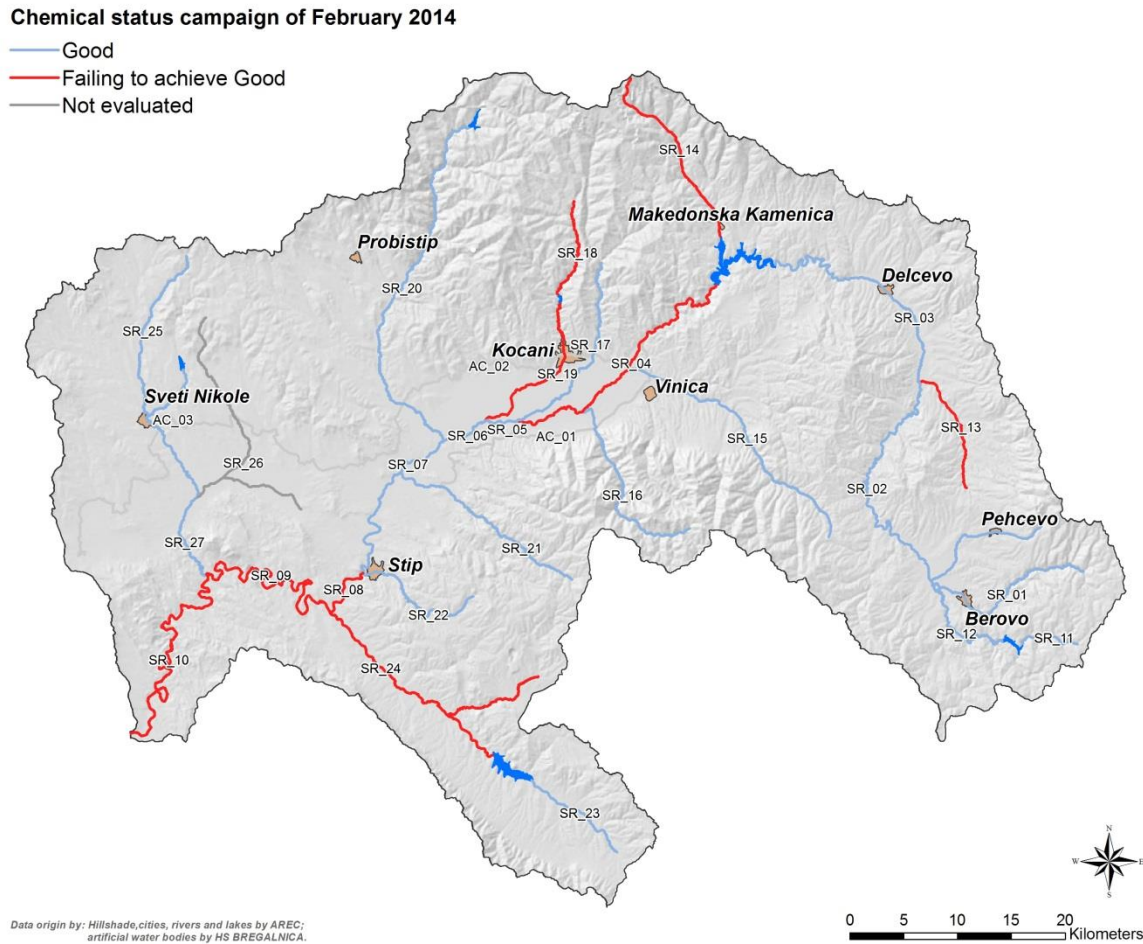 Chemical status campaign of February 2014
Good
Failing to achieve Good
Not evaluated
SR_14
Makedonska Kamenica
Probistip
SR_18
Delcevo
SR_20
SR_03
SR_25
Kocani
SR_17
SR_04
AC_02
SR_19
Vinica
Sveti Nikole
AC_03
SR_13
SR_06
SR_05
AC_01
SR_15
SR_26
SR_07
SR_02
SR_16
Pehcevo
SR_27
SR_21
SR_09
Stip
SR_08
SR_01
SR_22
Berovo
SR_12
SR_11
SR_10
SR_24
SR_23
N
W
E
S
Data origin by: Hillshade,cities, rivers and lakes by AREC;
artificial water bodies by HS BREGALNICA.
0 5 10 15 20
Kilometers